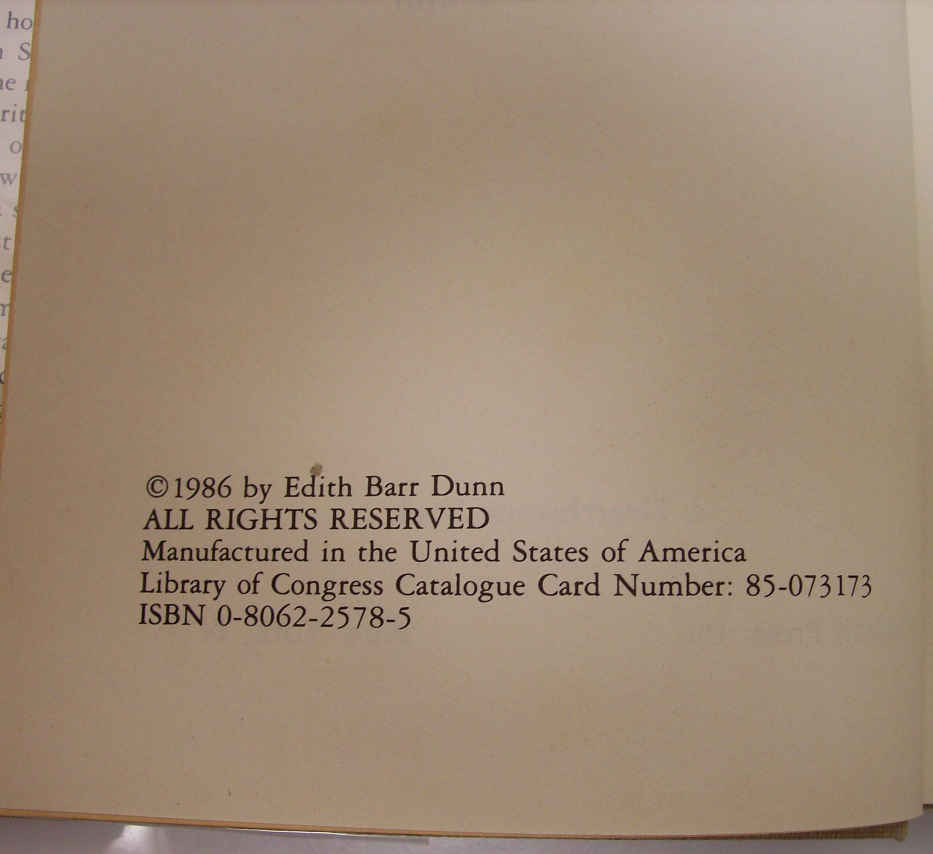 ©1986 by Edith Barr Dunn
ALL RIGHTS RESERVED
Manufactured in the United States of America
Library of Congress Catalogue Card Number: 85-073173
ISBN 0-8062-2578-5